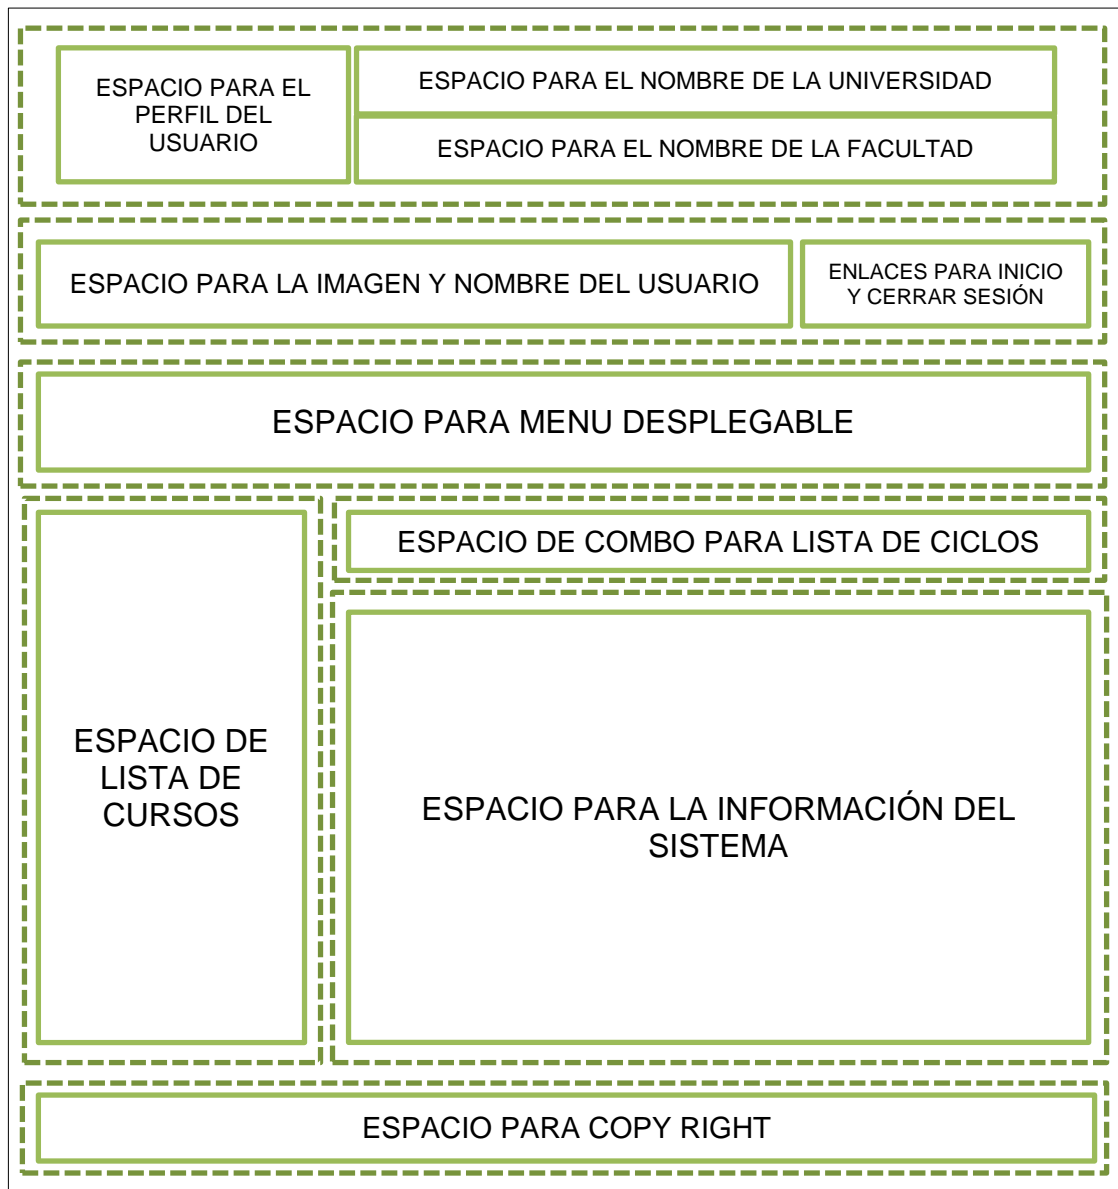 ESPACIO PARA EL
PERFIL DEL
USUARIO
ESPACIO PARA EL NOMBRE DE LA UNIVERSIDAD
ESPACIO PARA EL NOMBRE DE LA FACULTAD
ESPACIO PARA LA IMAGEN Y NOMBRE DEL USUARIO
ENLACES PARA INICIO
Y CERRAR SESIÓN
ESPACIO PARA MENU DESPLEGABLE
ESPACIO DE
LISTA DE
CURSOS
ESPACIO DE COMBO PARA LISTA DE CICLOS
ESPACIO PARA LA INFORMACIÓN DEL
SISTEMA
ESPACIO PARA COPY RIGHT